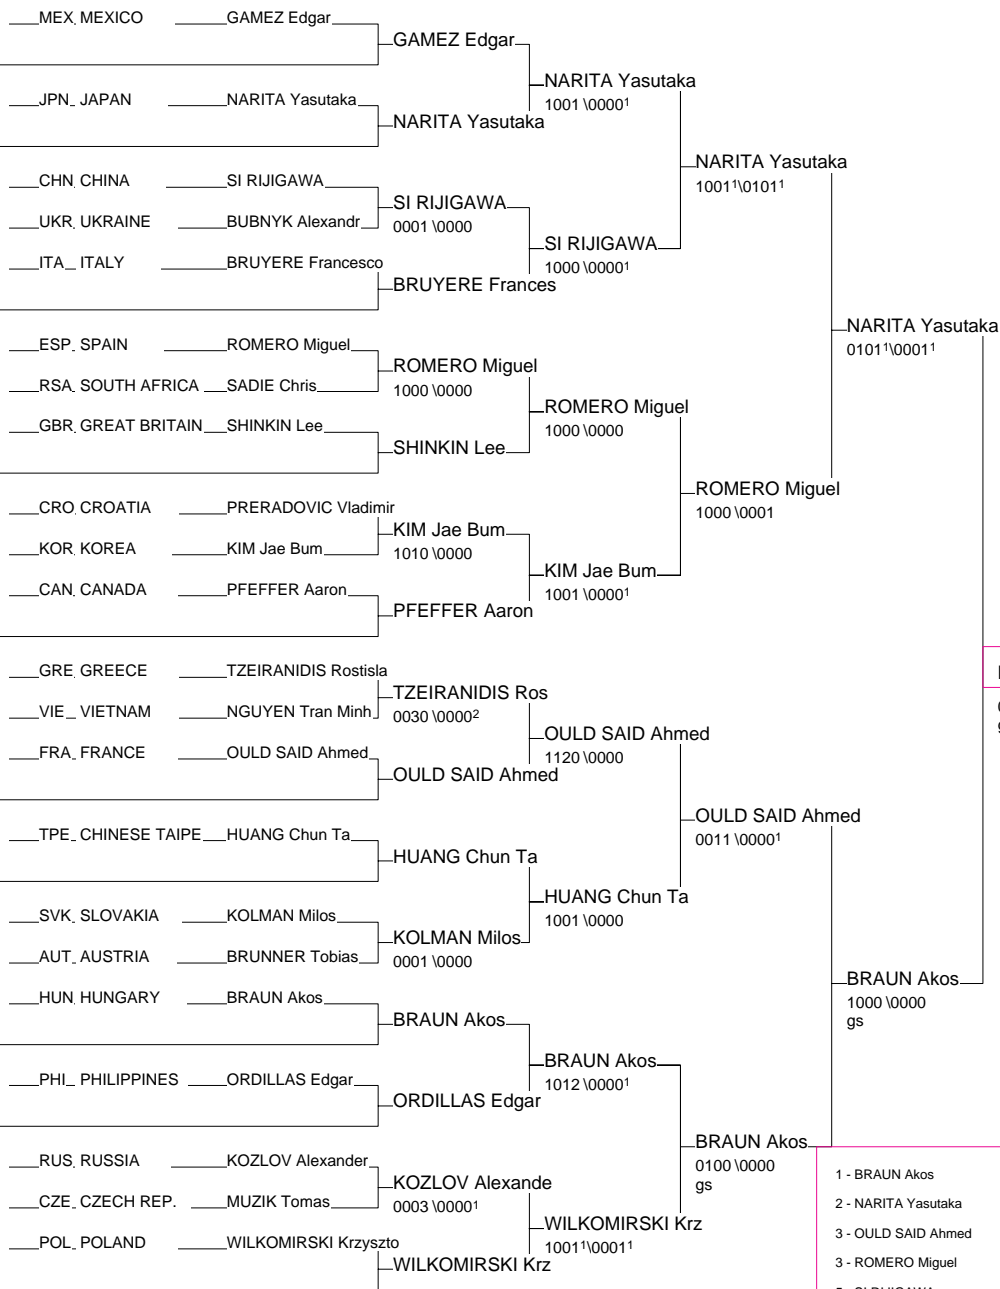 MEX MEXICO GAMEZ Edgar
GAMEZ Edgar
NARITA Yasutaka
1001 \0000¹
JPN JAPAN NARITA Yasutaka
NARITA Yasutaka
NARITA Yasutaka
1001¹\0101¹
CHN CHINA SI RIJIGAWA
SI RIJIGAWA
0001 \0000
UKR UKRAINE BUBNYK Alexandr
SI RIJIGAWA
1000 \0000¹
ITA ITALY BRUYERE Francesco
BRUYERE Frances
NARITA Yasutaka
0101¹\0001¹
ESP SPAIN ROMERO Miguel
ROMERO Miguel
1000 \0000
RSA SOUTH AFRICA SADIE Chris
ROMERO Miguel
1000 \0000
GBR GREAT BRITAIN SHINKIN Lee
SHINKIN Lee
ROMERO Miguel
1000 \0001
CRO CROATIA PRERADOVIC Vladimir
KIM Jae Bum
1010 \0000
KOR KOREA KIM Jae Bum
KIM Jae Bum
1001 \0000¹
CAN CANADA PFEFFER Aaron
PFEFFER Aaron
GRE GREECE TZEIRANIDIS Rostisla
TZEIRANIDIS Ros
0030 \0000²
VIE VIETNAM NGUYEN Tran Minh
OULD SAID Ahmed
1120 \0000
FRA FRANCE OULD SAID Ahmed
OULD SAID Ahmed
OULD SAID Ahmed
0011 \0000¹
TPE CHINESE TAIPE HUANG Chun Ta
HUANG Chun Ta
HUANG Chun Ta
1001 \0000
SVK SLOVAKIA KOLMAN Milos
KOLMAN Milos
0001 \0000
AUT AUSTRIA BRUNNER Tobias
BRAUN Akos
1000 \0000
gs
HUN HUNGARY BRAUN Akos
BRAUN Akos
BRAUN Akos
1012 \0000¹
PHI PHILIPPINES ORDILLAS Edgar
ORDILLAS Edgar
BRAUN Akos
0100 \0000
gs
RUS RUSSIA KOZLOV Alexander
KOZLOV Alexande
0003 \0000¹
CZE CZECH REP. MUZIK Tomas
WILKOMIRSKI Krz
1001¹\0001¹
POL POLAND WILKOMIRSKI Krzyszto
WILKOMIRSKI Krz
1 - BRAUN Akos
2 - NARITA Yasutaka
3 - OULD SAID Ahmed
3 - ROMERO Miguel